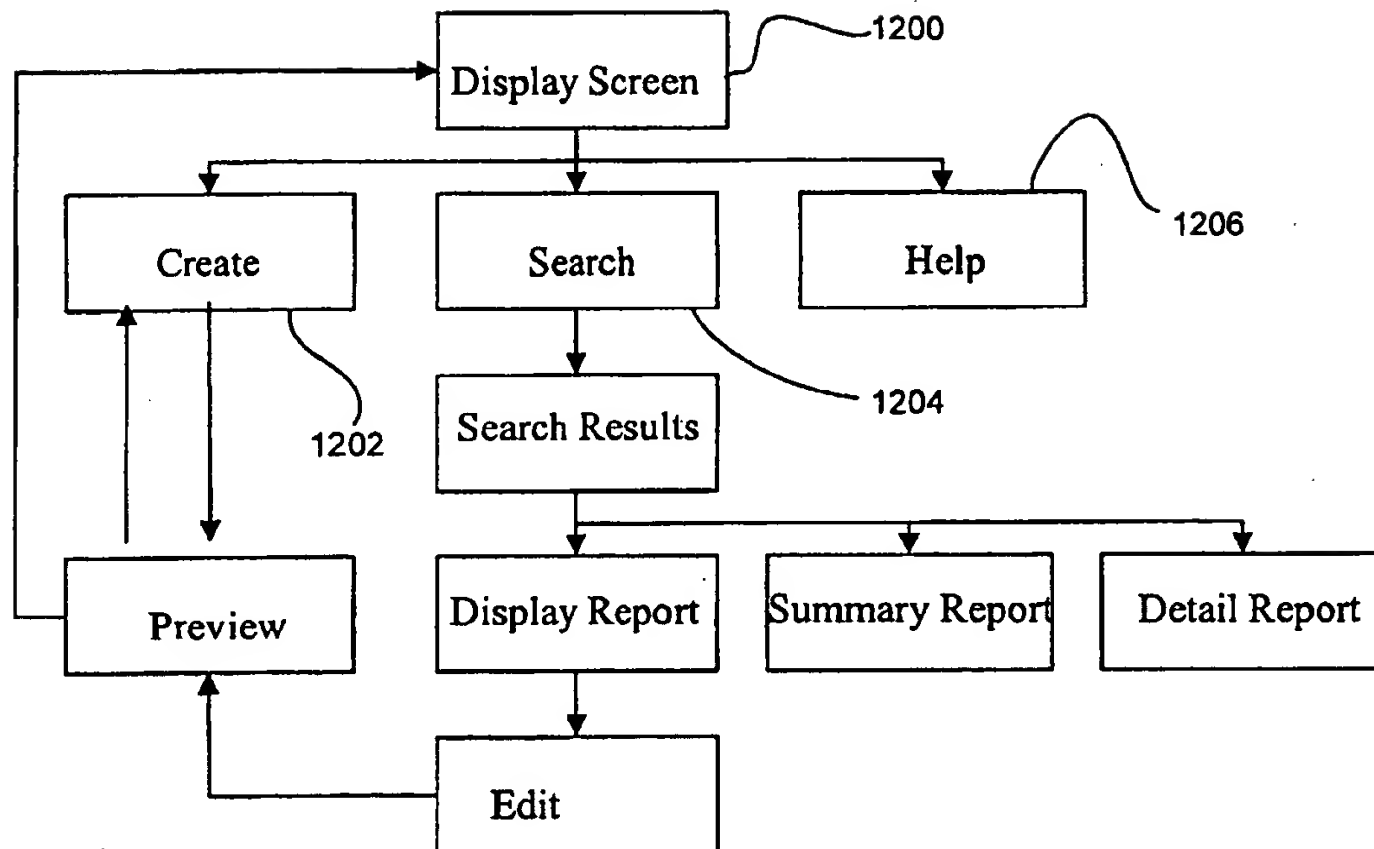 1200
Display Screen
1206
Create
Search
Help
1204
1202
Search Results
Display Report
Summary Report
Detail Report
Preview
Edit